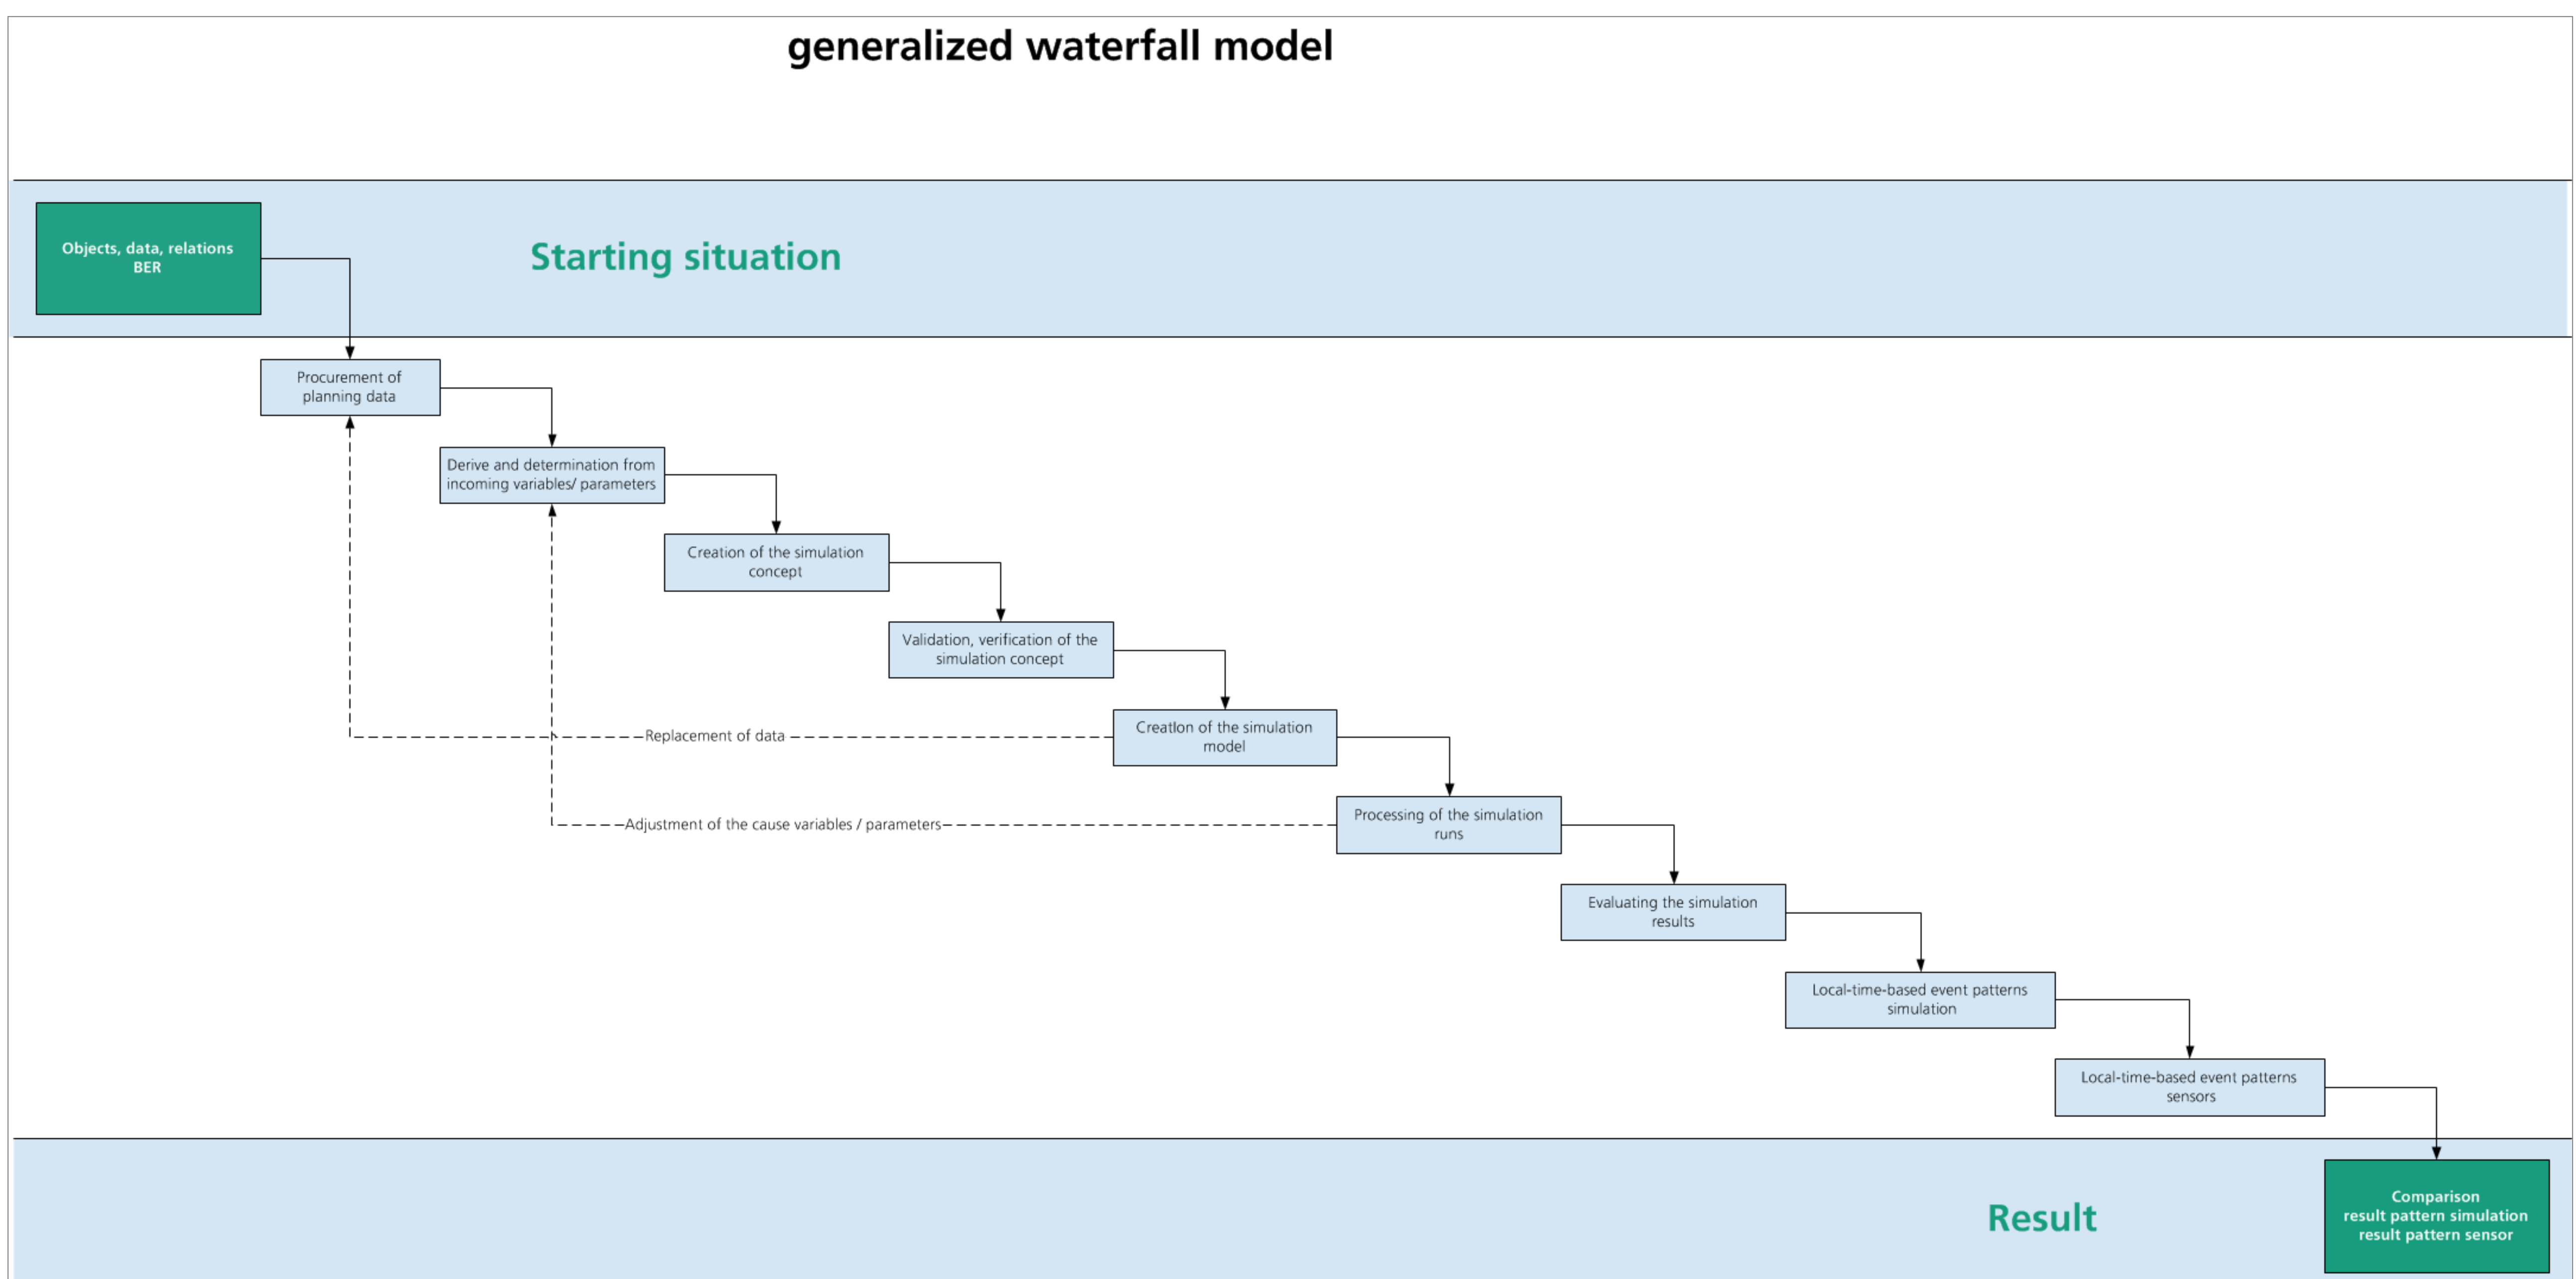 generalized waterfall model
Objects, data, relations
BER
Starting situation
Procurement of
planning data
Derive and determination from
incoming variables/ parameters
Creation of the simulation
concept
Validation, verification of the
simulation concept
Replacement of data
Creation of the simulation
model
Adjustment of the cause variables / parameters
Processing of the simulation
runs
Evaluating the simulation
results
Local-time-based event patterns
simulation
Local-time-based event patterns
sensors
Result
Comparison
result pattern simulation
result pattern sensor